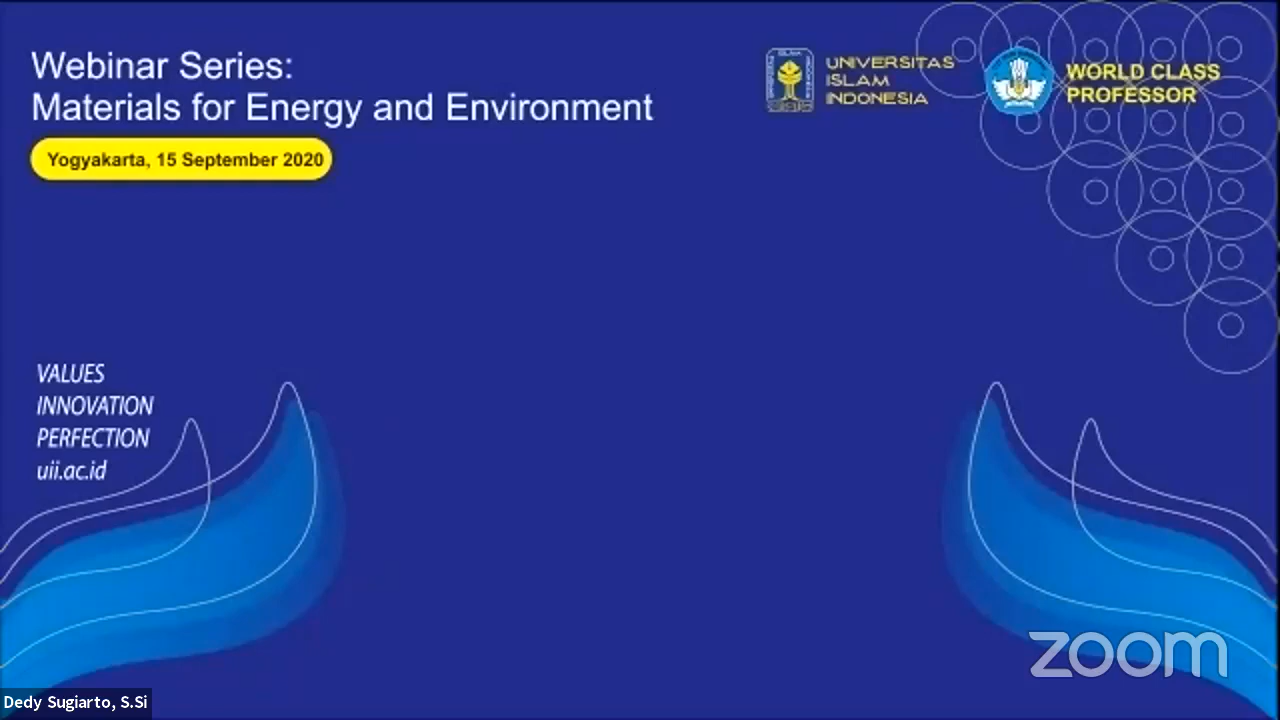 Webinar Series:
Materials for Energy and Environment
Yogyakarta, 15 September 2020
UNIVERSITAS
ISLAM
INDONESIA
WORLD CLASS
PROFESSOR
VALUES
INNOVATION
PERFECTION
uii.ac.id
zoom
Dedy Sugiarto, S.Si